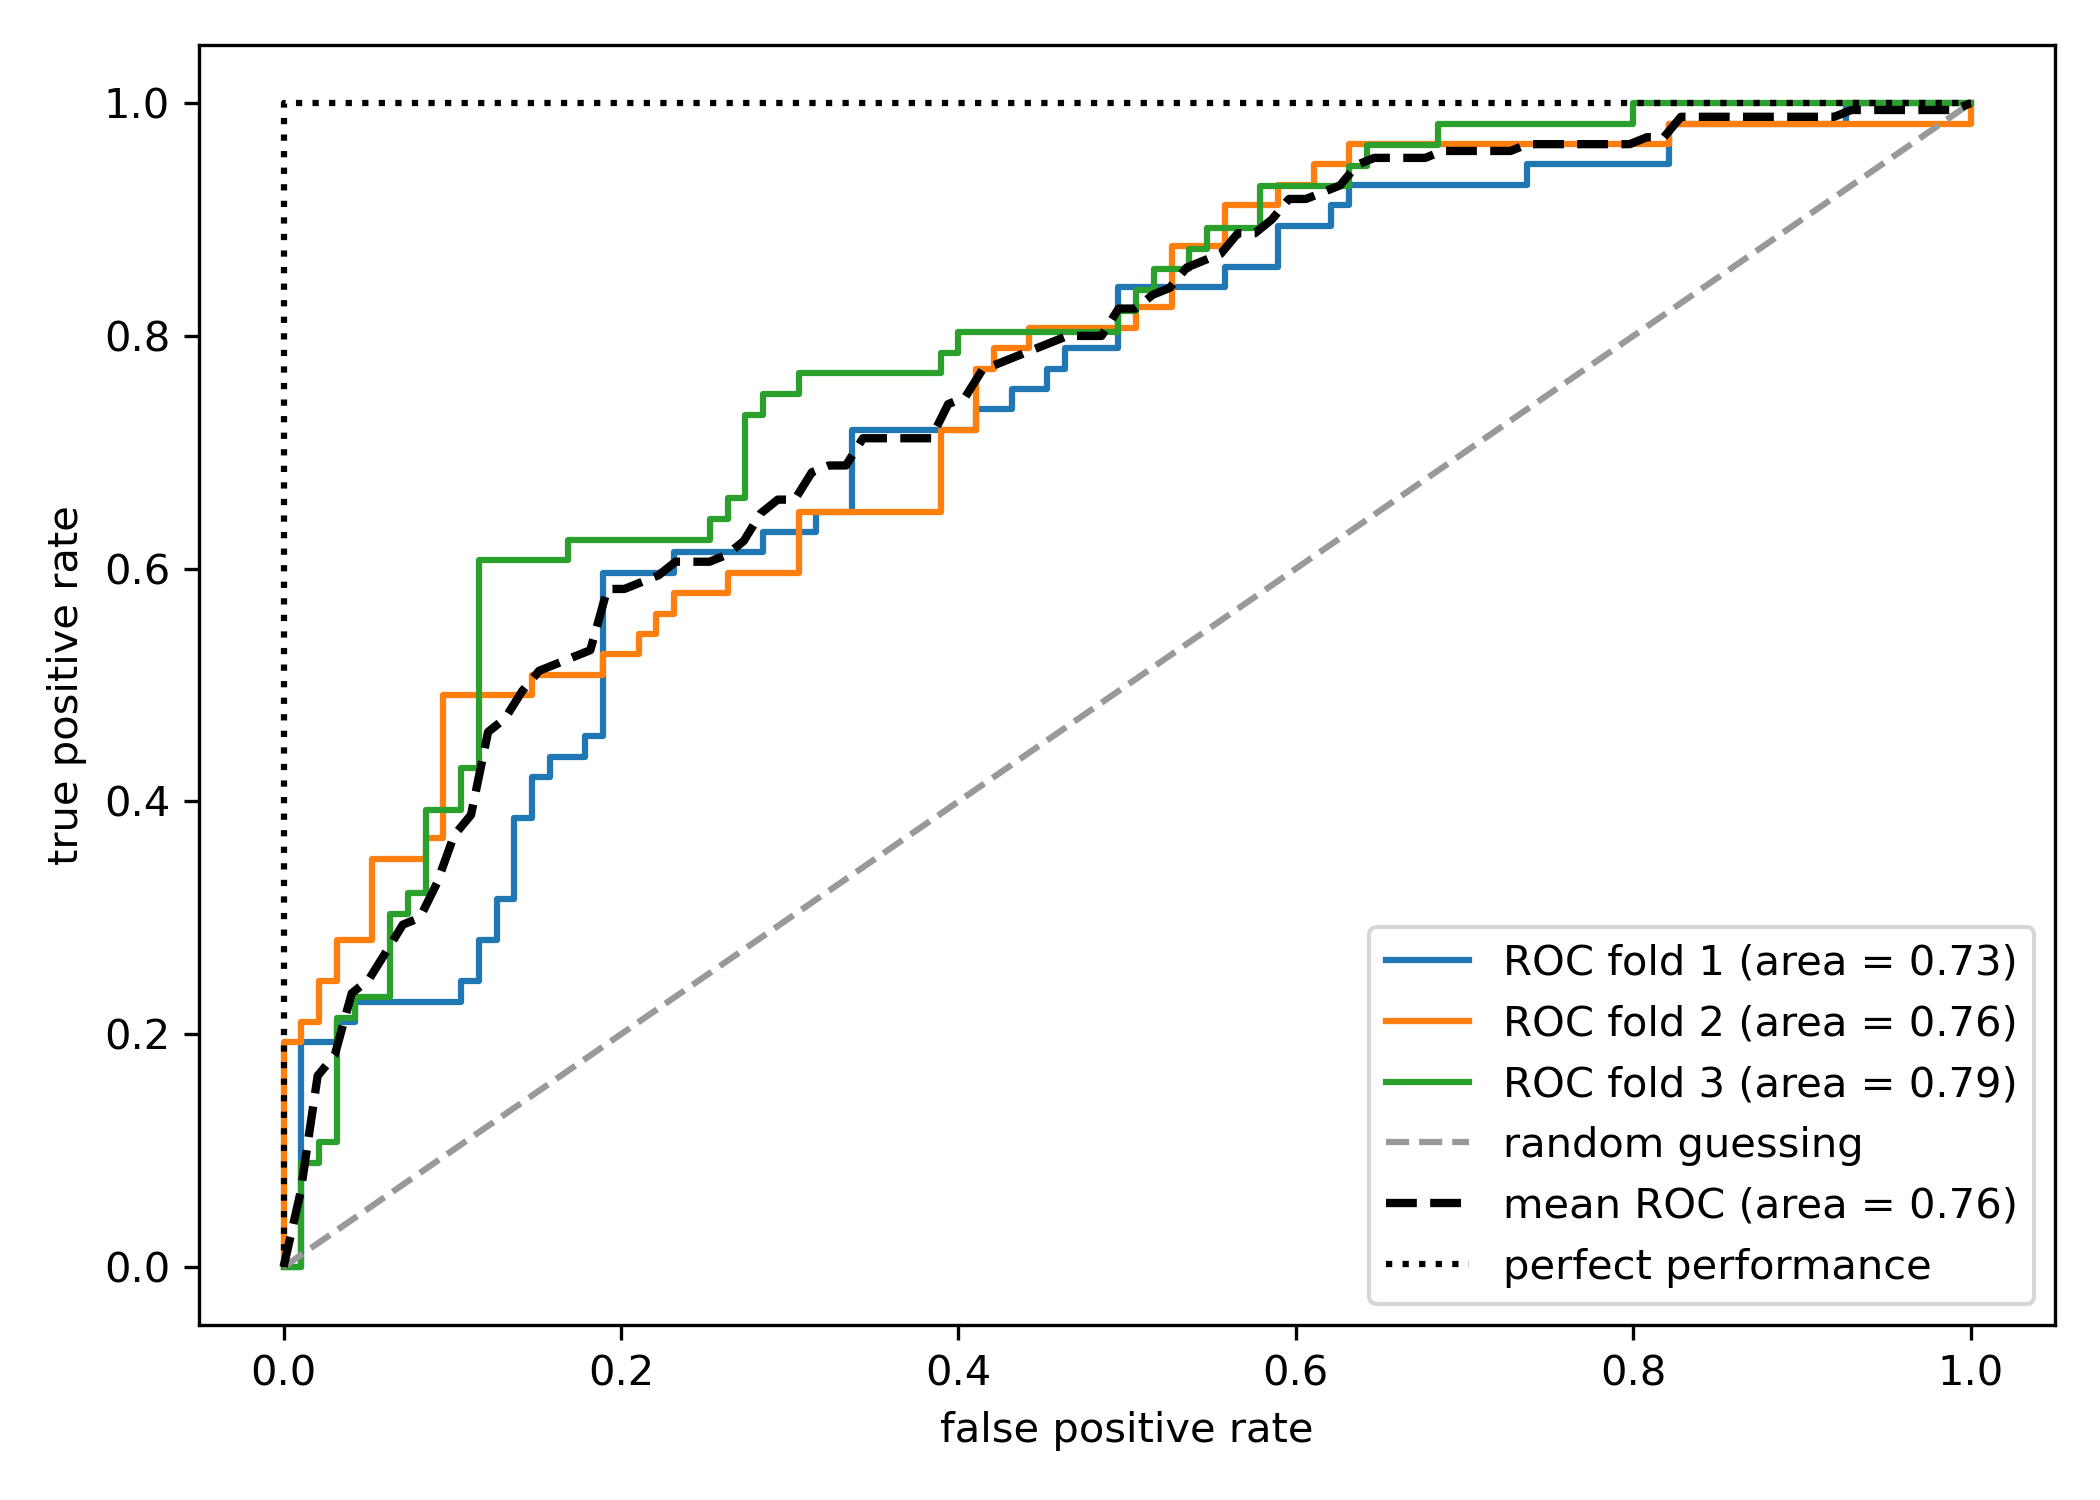 1.0
0.8
0.6
0.4
0.2
0.0
true positive rate
ROC fold 1 (area = 0.73)
ROC fold 2 (area = 0.76)
ROC fold 3 (area = 0.79)
random guessing
mean ROC (area = 0.76)
perfect performance
0.0 0.2 0.4 0.6 0.8 1.0
false positive rate